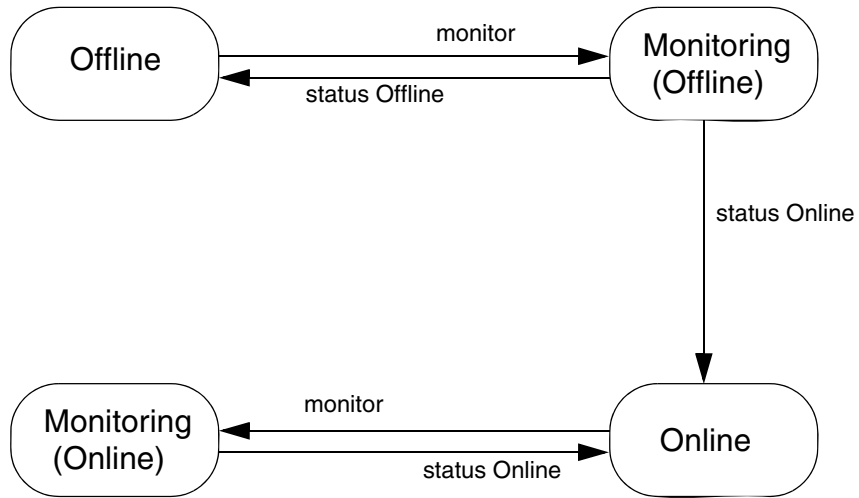 Offline
monitor
status Offline
Monitoring
(Offline)
status Online
Monitoring
(Online)
monitor
status Online
Online